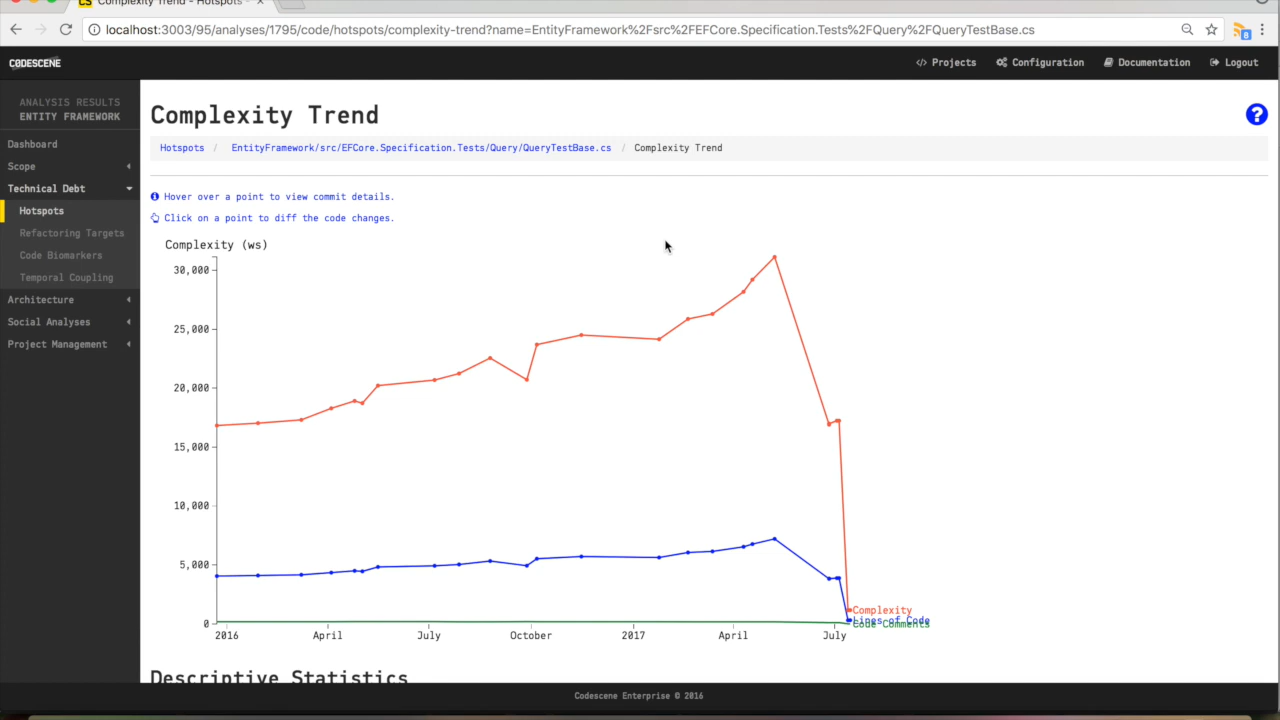 CS Complexity Trend - Hotspots - ×
localhost:3003/95/analyses/1795/code/hotspots/complexity-trend?name=EntityFramework%2Fsrc%2FEFCore.Specification.Tests%2FQuery%2FQueryTestBase.cs
8
CODESCENE
Projects
Configuration
Documentation
Logout
ANALYSIS RESULTS
ENTITY FRAMEWORK
Dashboard
Scope
Technical Debt
Hotspots
Refactoring Targets
Code Biomarkers
Temporal Coupling
Architecture
Social Analyses
Project Management
Complexity Trend
?
Hotspots / EntityFramework/src/EFCore.Specification.Tests/Query/QueryTestBase.cs / Complexity Trend
Hover over a point to view commit details.
Click on a point to diff the code changes.
Complexity (ws)
30,000
25,000
20,000
15,000
10,000
5,000
0
2016 April July October 2017 April July
Complexity
Lines of Code
Code Comments
Descriptive Statistics
Codescene Enterprise © 2016